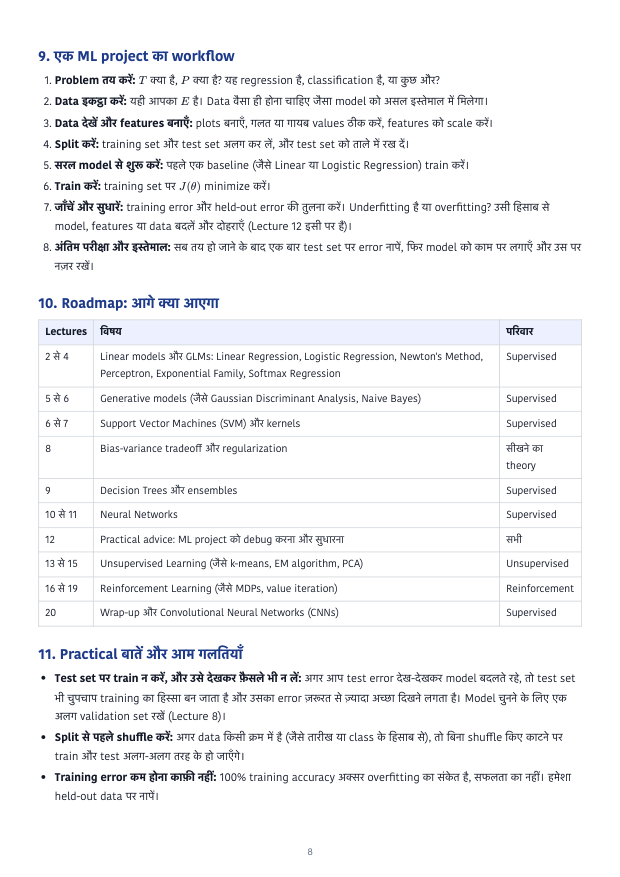 9. एक ML project का workflow
1. Problem तय करें: T क्या है, P क्या है? यह regression है, classification है, या कुछ और?
2. Data इकट्ठा करें: यही आपका E है। Data वैसा ही होना चाहिए जैसा model को असल इस्तेमाल में मिलेगा।
3. Data देखें और features बनाएँ: plots बनाएँ, गलत या गायब values ठीक करें, features को scale करें।
4. Split करें: training set और test set अलग कर लें, और test set को ताले में रख दें।
5. सरल model से शुरू करें: पहले एक baseline (जैसे Linear या Logistic Regression) train करें।
6. Train करें: training set पर J(θ) minimize करें।
7. जाँचें और सुधारें: training error और held-out error की तुलना करें। Underfitting है या overfitting? उसी हिसाब से
model, features या data बदलें और दोहराएँ (Lecture 12 इसी पर है)।
8. अंतिम परीक्षा और इस्तेमाल: सब तय हो जाने के बाद एक बार test set पर error नापें, फिर model को काम पर लगाएँ और उस पर
नज़र रखें।
10. Roadmap: आगे क्या आएगा
Lectures विषय परिवार
2 से 4 Linear models और GLMs: Linear Regression, Logistic Regression, Newton's Method, Supervised
Perceptron, Exponential Family, Softmax Regression
5 से 6 Generative models (जैसे Gaussian Discriminant Analysis, Naive Bayes) Supervised
6 से 7 Support Vector Machines (SVM) और kernels Supervised
8 Bias-variance tradeoff और regularization सीखने का
theory
9 Decision Trees और ensembles Supervised
10 से 11 Neural Networks Supervised
12 Practical advice: ML project को debug करना और सुधारना सभी
13 से 15 Unsupervised Learning (जैसे k-means, EM algorithm, PCA) Unsupervised
16 से 19 Reinforcement Learning (जैसे MDPs, value iteration) Reinforcement
20 Wrap-up और Convolutional Neural Networks (CNNs) Supervised
11. Practical बातें और आम गलतियाँ
• Test set पर train न करें, और उसे देखकर फ़ैसले भी न लें: अगर आप test error देख-देखकर model बदलते रहे, तो test set
भी चुपचाप training का हिस्सा बन जाता है और उसका error ज़रूरत से ज़्यादा अच्छा दिखने लगता है। Model चुनने के लिए एक
अलग validation set रखें (Lecture 8)।
• Split से पहले shuffle करें: अगर data किसी क्रम में है (जैसे तारीख या class के हिसाब से), तो बिना shuffle किए काटने पर
train और test अलग-अलग तरह के हो जाएँगे।
• Training error कम होना काफ़ी नहीं: 100% training accuracy अक्सर overfitting का संकेत है, सफलता का नहीं। हमेशा
held-out data पर नापें।
8